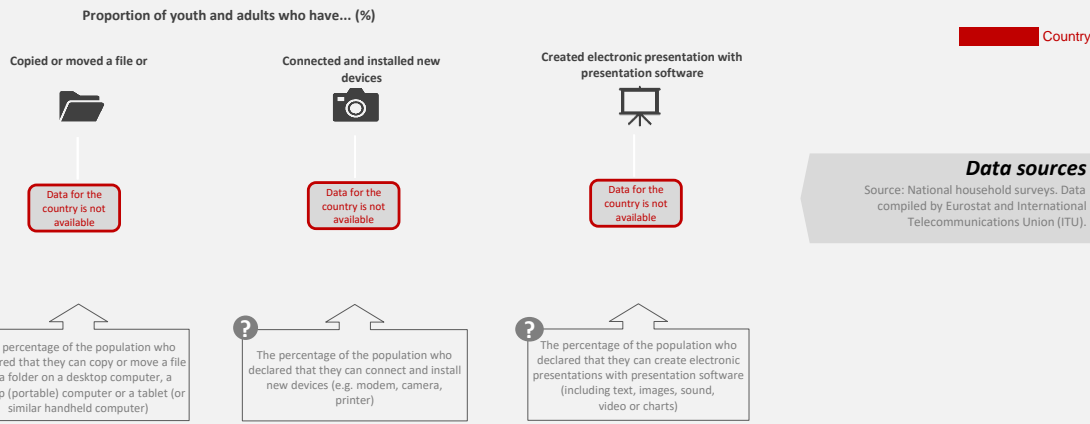 Proportion of youth and adults who have... (%)
Country
Copied or moved a file or
Connected and installed new
devices
Created electronic presentation with
presentation software
Data for the
country is not
available
Data for the
country is not
available
Data for the
country is not
available
Data sources
Source: National household surveys. Data
compiled by Eurostat and International
Telecommunications Union (ITU).
percentage of the population who
red that they can copy or move a file
a folder on a desktop computer, a
p (portable) computer or a tablet (or
similar handheld computer)
?
The percentage of the population who
declared that they can connect and install
new devices (e.g. modem, camera,
printer)
?
The percentage of the population who
declared that they can create electronic
presentations with presentation software
(including text, images, sound,
video or charts)